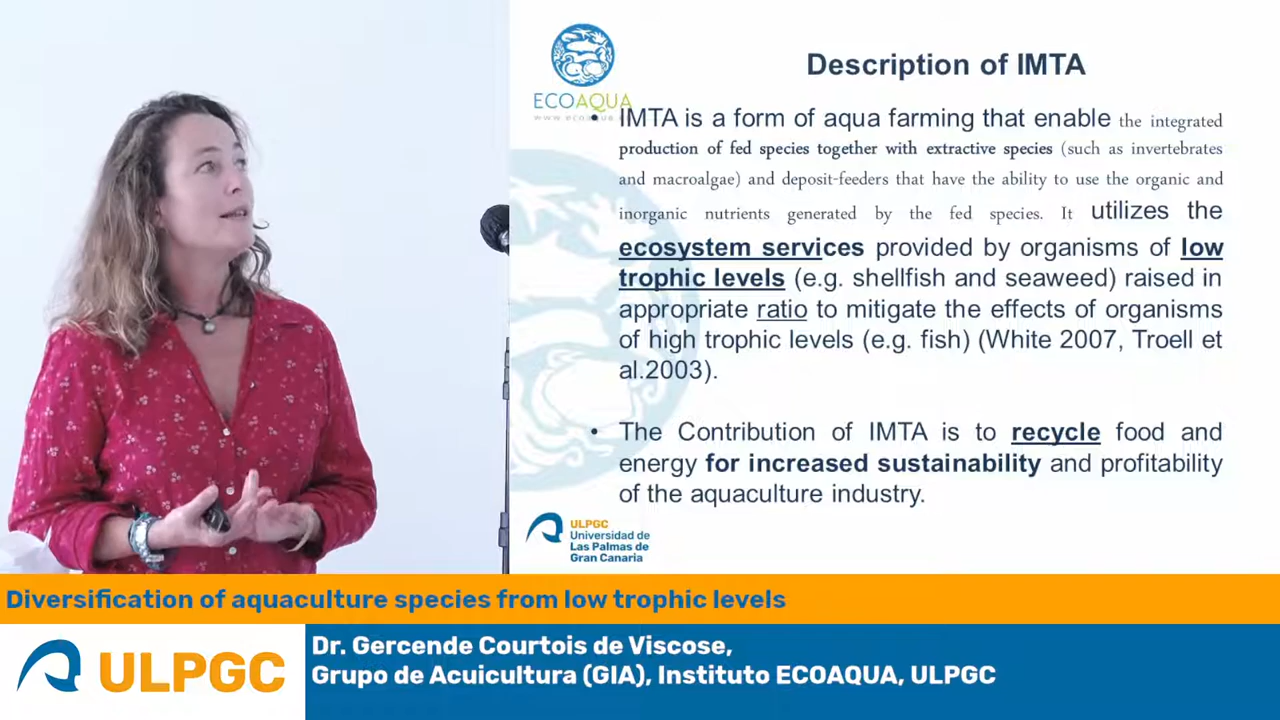 ECOAQUA
Description of IMTA
• IMTA is a form of aqua farming that enable the integrated
production of fed species together with extractive species (such as invertebrates
and macroalgae) and deposit-feeders that have the ability to use the organic and
inorganic nutrients generated by the fed species. It utilizes the
ecosystem services provided by organisms of low
trophic levels (e.g. shellfish and seaweed) raised in
appropriate ratio to mitigate the effects of organisms
of high trophic levels (e.g. fish) (White 2007, Troell et
al.2003).
• The Contribution of IMTA is to recycle food and
energy for increased sustainability and profitability
of the aquaculture industry.
ULPGC
Universidad de
Las Palmas de
Gran Canaria
Diversification of aquaculture species from low trophic levels
ULPGC
Dr. Gercende Courtois de Viscose,
Grupo de Acuicultura (GIA), Instituto ECOAQUA, ULPGC